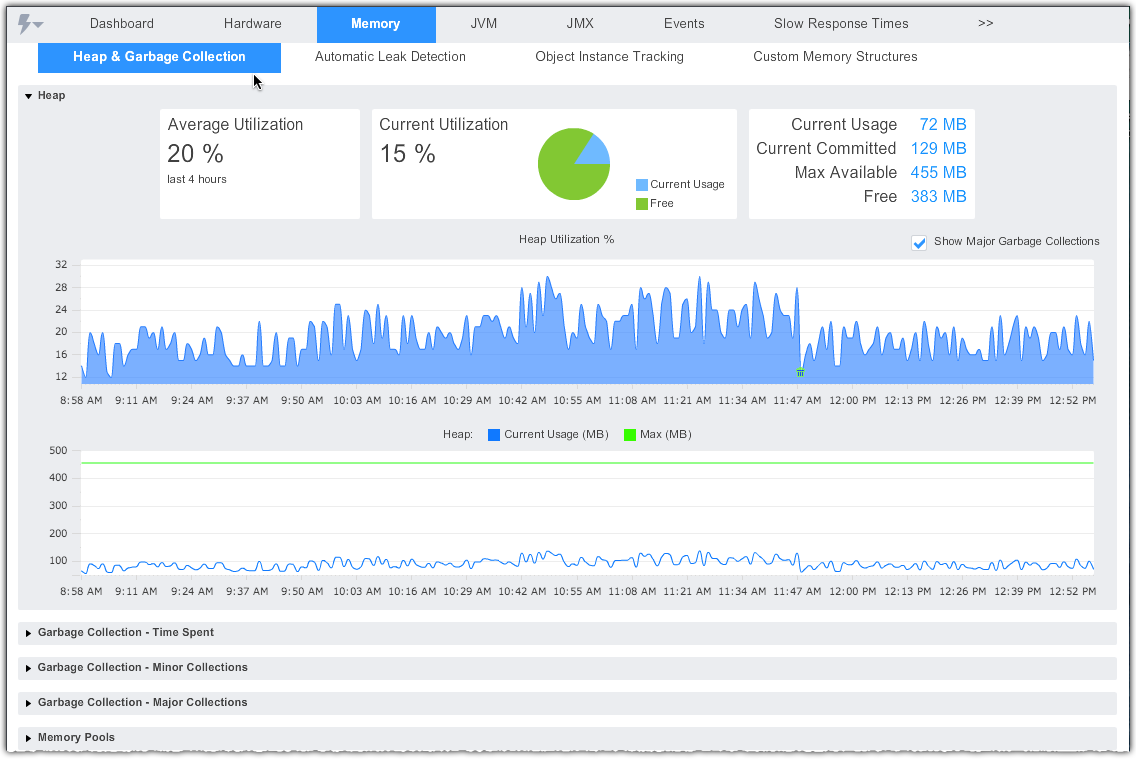 Dashboard Hardware Memory JVM JMX Events Slow Response Times >>
Heap & Garbage Collection Automatic Leak Detection Object Instance Tracking Custom Memory Structures
Heap
Average Utilization
20 %
last 4 hours
Current Utilization
15 %
Current Usage
Free
Current Usage 72 MB
Current Committed 129 MB
Max Available 455 MB
Free 383 MB
Heap Utilization %
Show Major Garbage Collections
32
28
24
20
16
12
8:58 AM 9:11 AM 9:24 AM 9:37 AM 9:50 AM 10:03 AM 10:16 AM 10:29 AM 10:42 AM 10:55 AM 11:08 AM 11:21 AM 11:34 AM 11:47 AM 12:00 PM 12:13 PM 12:26 PM 12:39 PM 12:52 PM
Heap: Current Usage (MB) Max (MB)
500
400
300
200
100
8:58 AM 9:11 AM 9:24 AM 9:37 AM 9:50 AM 10:03 AM 10:16 AM 10:29 AM 10:42 AM 10:55 AM 11:08 AM 11:21 AM 11:34 AM 11:47 AM 12:00 PM 12:13 PM 12:26 PM 12:39 PM 12:52 PM
Garbage Collection - Time Spent
Garbage Collection - Minor Collections
Garbage Collection - Major Collections
Memory Pools